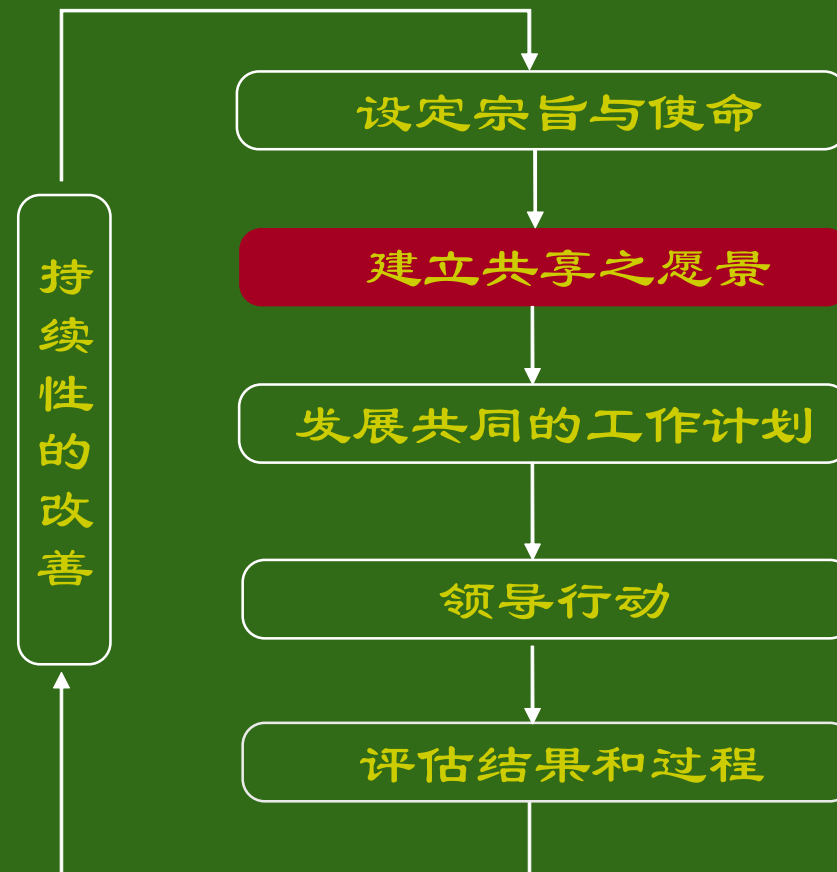 设定宗旨与使命
建立共享之愿景
发展共同的工作计划
领导行动
评估结果和过程
持续性的改善